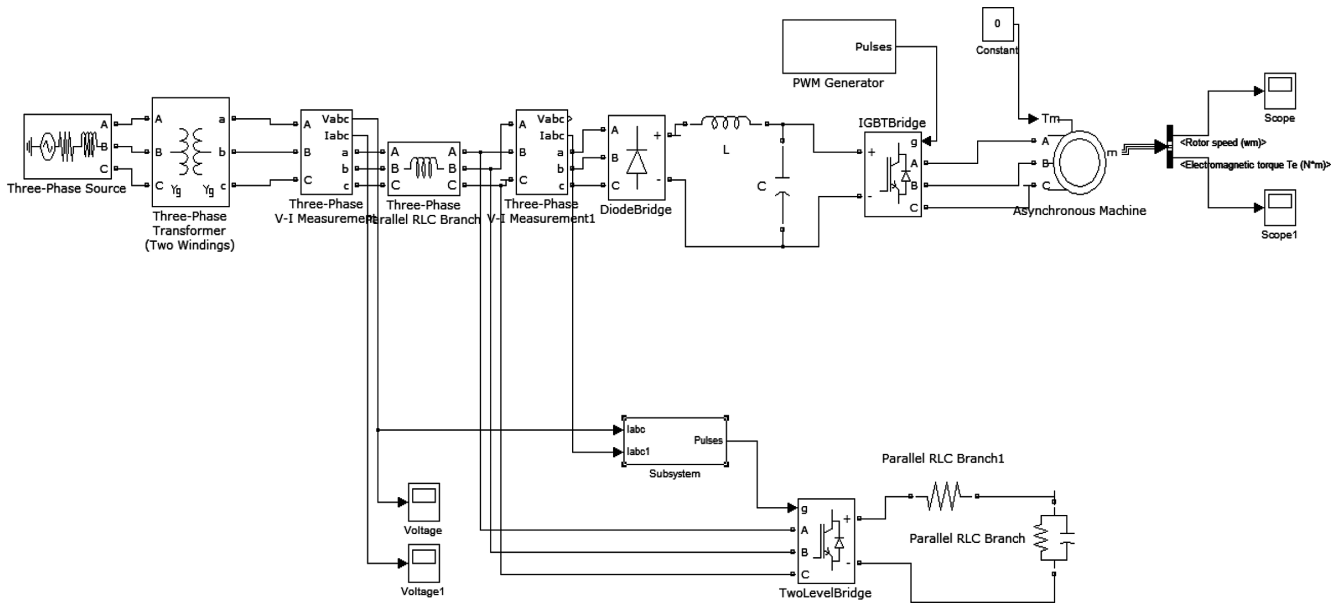 Pulses
PWM Generator
0
Constant
Scope
<Rotor speed (wm)>
<Electromagnetic torque Te (N*m)>
Scope1
A
B
C
Three-Phase Source
A
B
C
a
b
c
Yg
Yg
Three-Phase
Transformer
(Two Windings)
A
B
C
Vabc
Iabc
a
b
c
Three-Phase
V-I Measurement
A
B
C
A
B
C
Three-Phase
Parallel RLC Branch
A
B
C
Vabc
Iabc
a
b
c
Three-Phase
V-I Measurement1
A
B
C
+
-
DiodeBridge
L
C
IGBTBridge
+
-
g
A
B
C
Tm
A
B
C
m
Asynchronous Machine
Iabc
Iabc1
Pulses
Subsystem
Voltage
Voltage1
g
A
B
C
+
-
TwoLevelBridge
Parallel RLC Branch1
Parallel RLC Branch